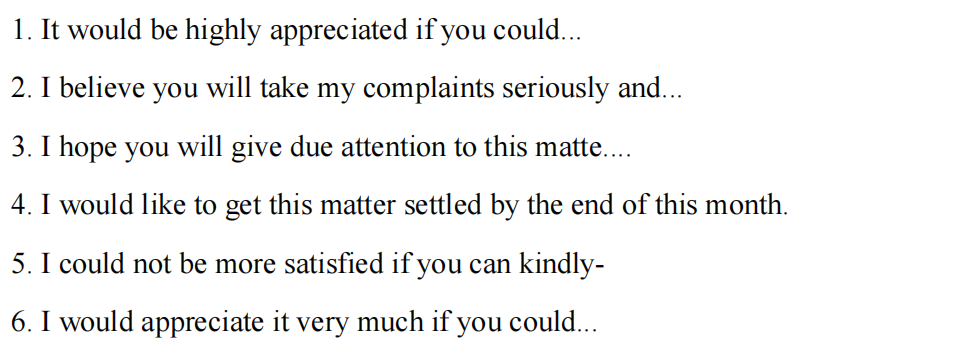 1. It would be highly appreciated if you could...
2. I believe you will take my complaints seriously and...
3. I hope you will give due attention to this matte....
4. I would like to get this matter settled by the end of this month.
5. I could not be more satisfied if you can kindly-
6. I would appreciate it very much if you could...